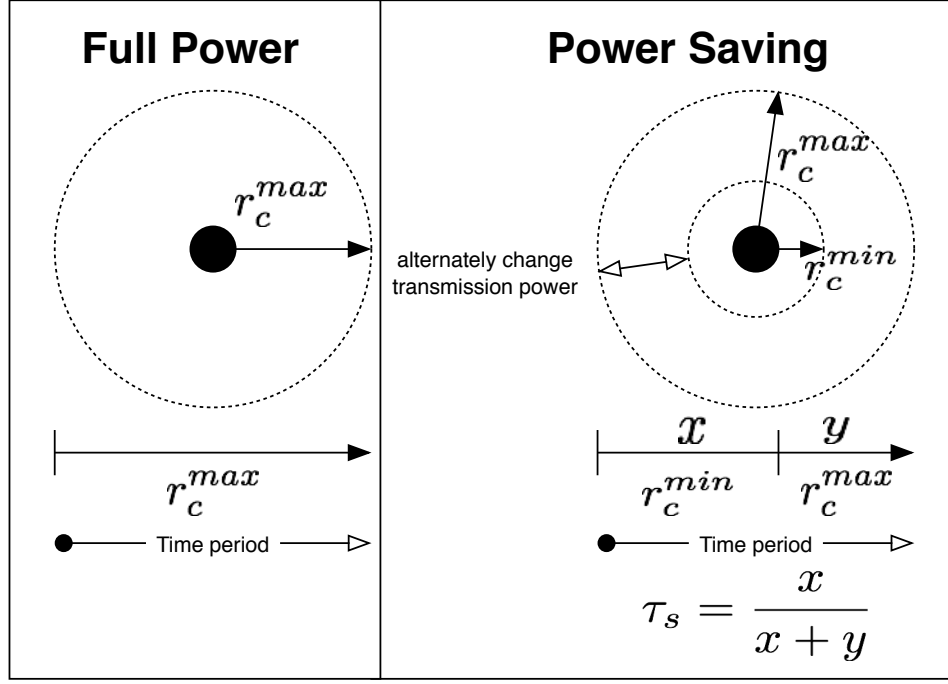 Full Power
r_c^{max}
r_c^{max}
Time period
Power Saving
r_c^{max}
r_c^{min}
alternately change
transmission power
x y
r_c^{min} r_c^{max}
Time period
τ_s = \frac{x}{x + y}